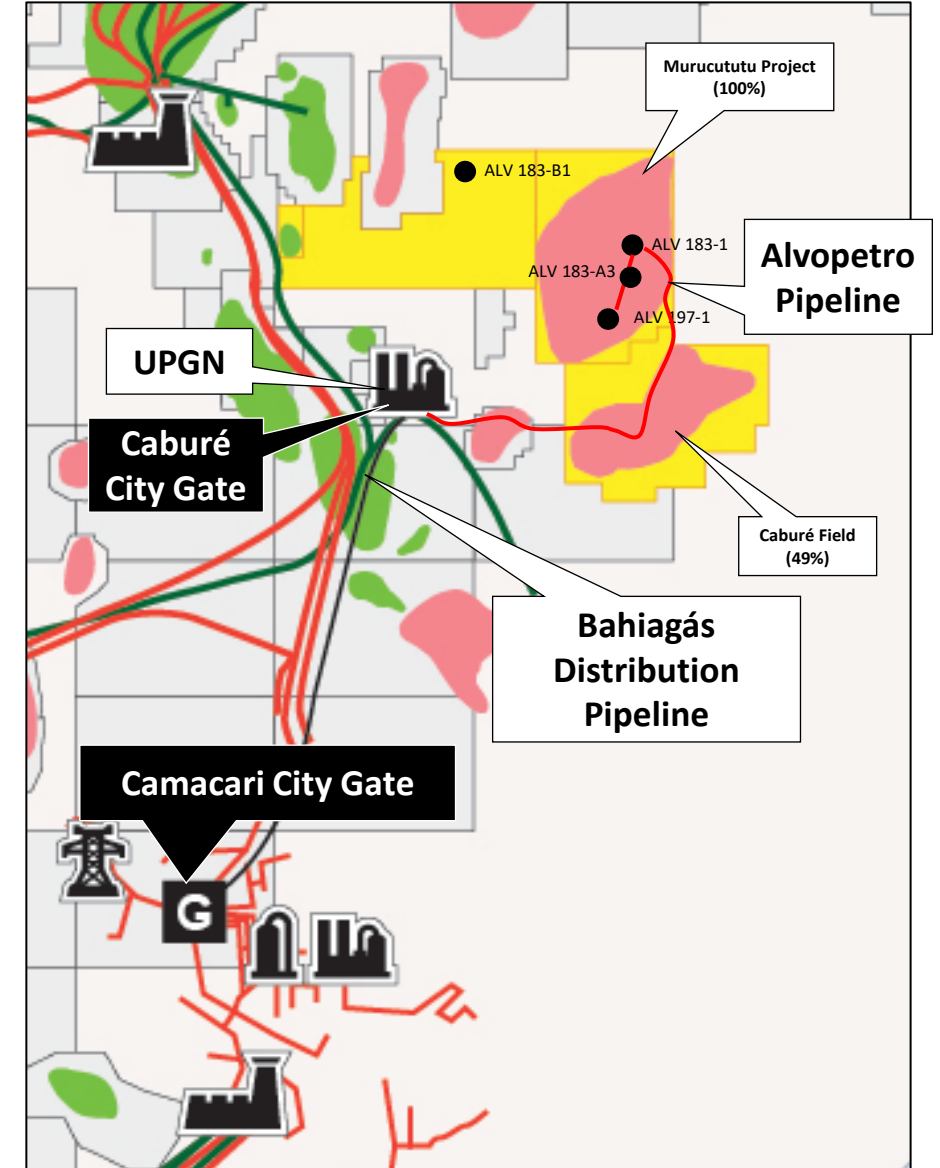 Murucututu Project
(100%)
ALV 183-B1
ALV 183-1
Alvopetro
Pipeline
ALV 183-A3
ALV 197-1
UPGN
Caburé
City Gate
Caburé Field
(49%)
Bahiagás
Distribution
Pipeline
Camacari City Gate
G